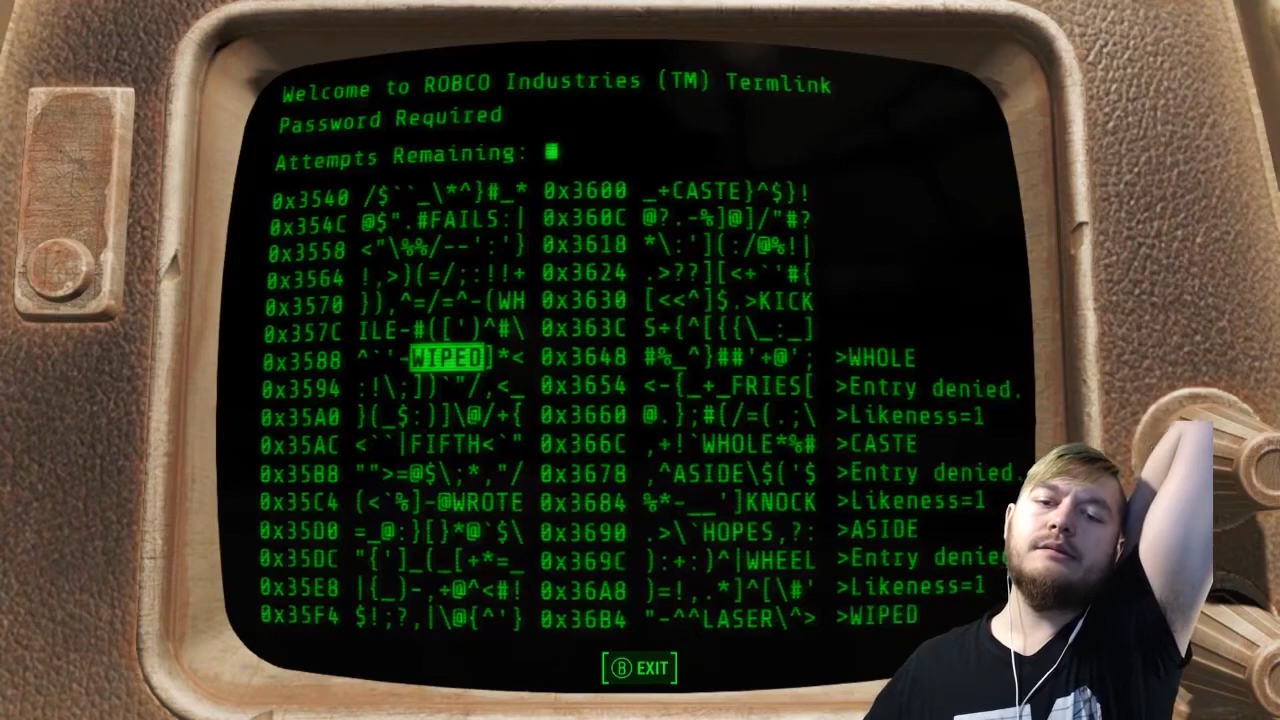 Welcome to ROBCO Industries (TM) Termlink
Password Required
Attempts Remaining: ■
0x3540 /$``_\*^}#_* 0x3600 _+CASTE}^$}!
0x354C @$".#FAILS:| 0x360C @?.-%]@]/"#?
0x3558 <"\%%/--':'} 0x3618 *\:'](:/@%!|
0x3564 !,>)(=/;:!!+ 0x3624 .>??][<+`'#{
0x3570 }),^=/=^-(WH 0x3630 [<<^]$.>KICK
0x357C ILE-#([')^#\ 0x363C S+{^[{{\_:_]
0x3588 ^`'-WIPED]*< 0x3648 #%_^}##'+@'; >WHOLE
0x3594 :!\;])`"/,<_ 0x3654 <-{_+_FRIES[ >Entry denied.
0x35A0 }(_$:)]\@/+{ 0x3660 @.};#(/=(.;\ >Likeness=1
0x35AC <``|FIFTH<`" 0x366C ,+!`WHOLE*%# >CASTE
0x35B8 "">=@$\;*,"/ 0x3678 ,^ASIDE\$('$ >Entry denied.
0x35C4 (<`%]-@WROTE 0x3684 %*-__']KNOCK >Likeness=1
0x35D0 =_@:}[}*@`$\ 0x3690 .>\`HOPES,?: >ASIDE
0x35DC "{']_(_[+*=_ 0x369C ):+:)^|WHEEL >Entry denied
0x35E8 |{_)-,+@^<#! 0x36A8 )=!,.*]^[\#' >Likeness=1
0x35F4 $!;?,|\@{^'} 0x36B4 "-^^LASER\^> >WIPED
Ⓑ EXIT